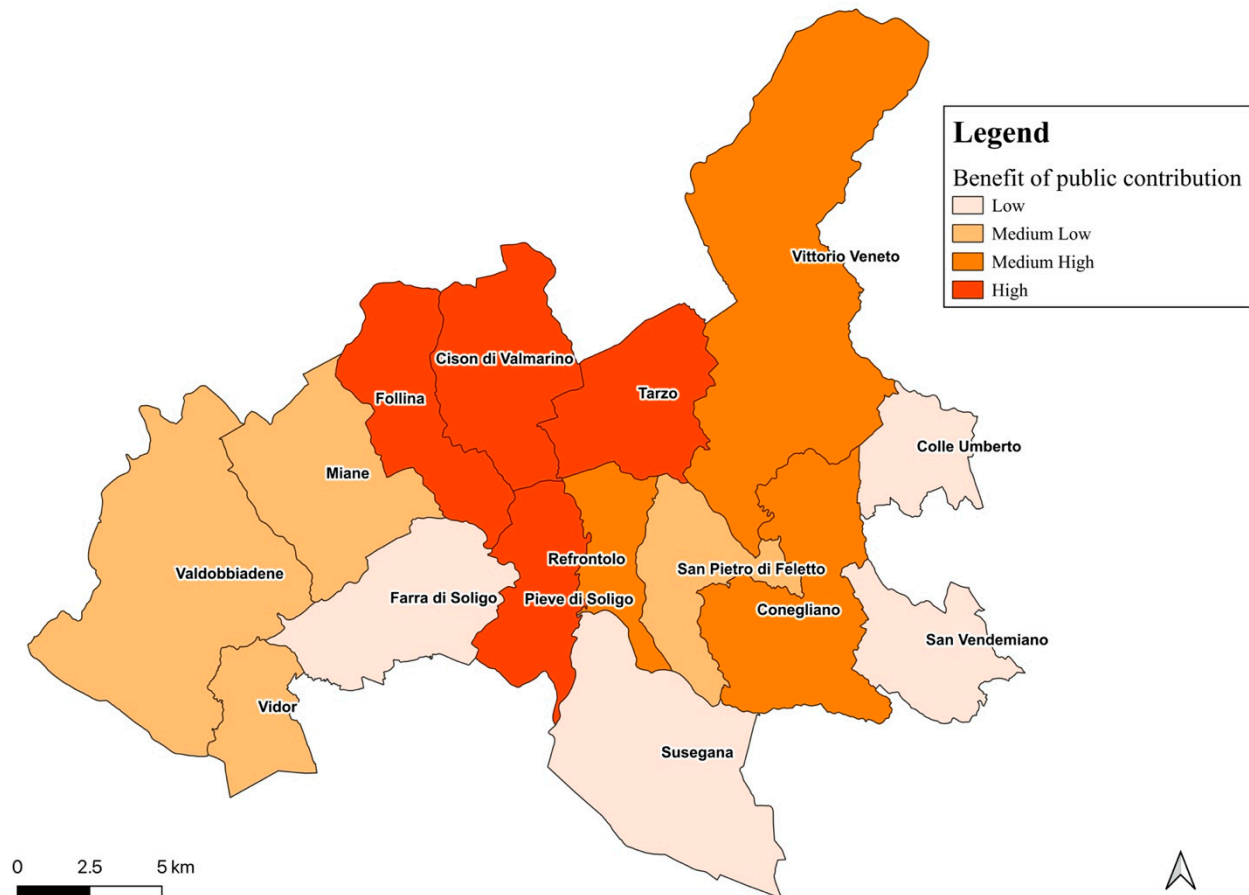 Legend
Benefit of public contribution
Low
Medium Low
Medium High
High
Vittorio Veneto
Cison di Valmarino
Follina
Tarzo
Colle Umberto
Miane
Refrontolo
San Pietro di Feletto
Valdobbiadene
Farra di Soligo
Pieve di Soligo
Conegliano
San Vendemiano
Vidor
Susegana
0 2.5 5 km